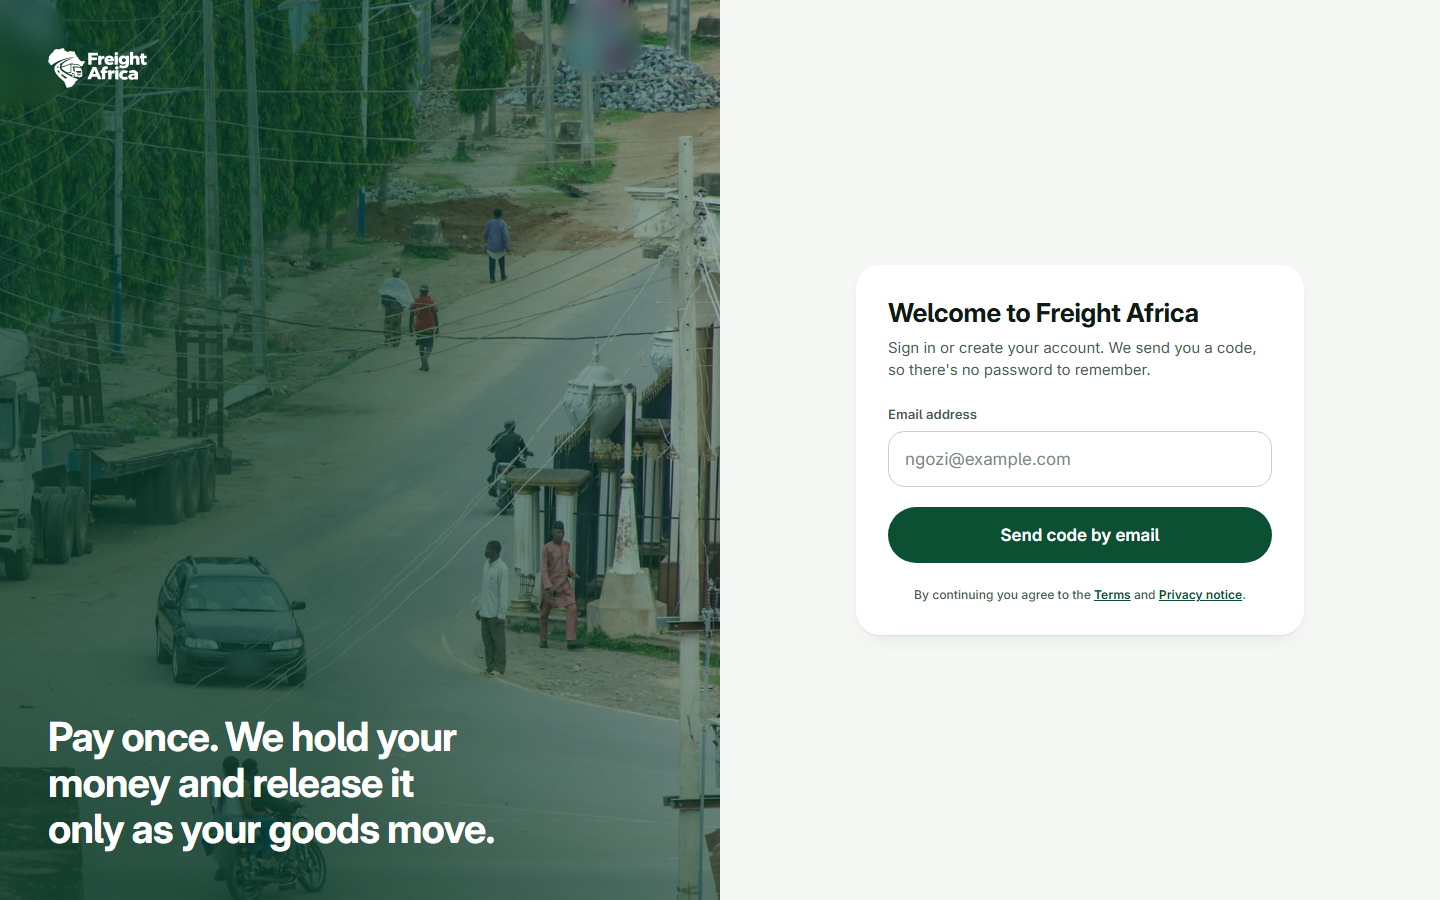 Freight
Africa
Pay once. We hold your
money and release it
only as your goods move.
Welcome to Freight Africa
Sign in or create your account. We send you a code,
so there's no password to remember.
Email address
ngozi@example.com
Send code by email
By continuing you agree to the Terms and Privacy notice.